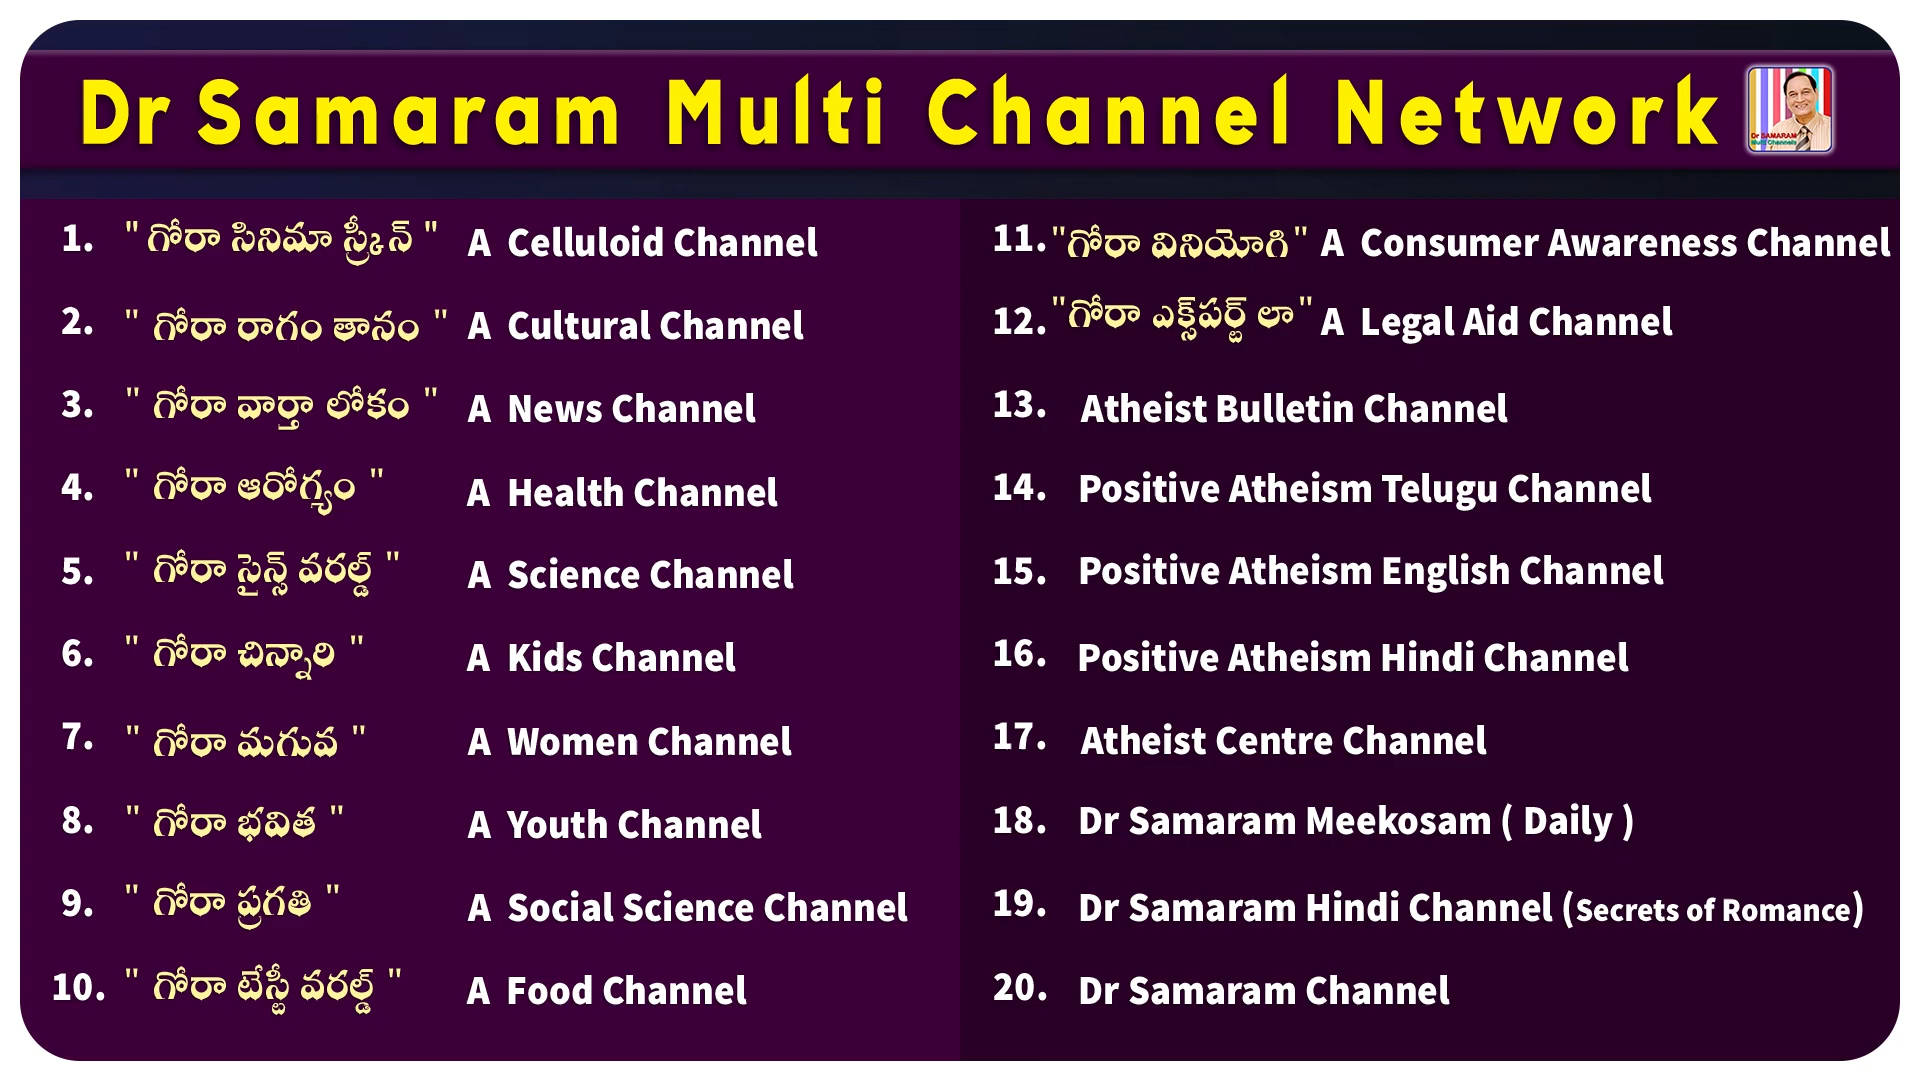 Dr Samaram Multi Channel Network
Dr SAMARAM
Multi Channels
1. " గోరా సినిమా స్క్రీన్ " A Celluloid Channel
2. " గోరా రాగం తానం " A Cultural Channel
3. " గోరా వార్తా లోకం " A News Channel
4. " గోరా ఆరోగ్యం " A Health Channel
5. " గోరా సైన్స్ వరల్డ్ " A Science Channel
6. " గోరా చిన్నారి " A Kids Channel
7. " గోరా మగువ " A Women Channel
8. " గోరా భవిత " A Youth Channel
9. " గోరా ప్రగతి " A Social Science Channel
10. " గోరా టేస్టీ వరల్డ్ " A Food Channel
11. "గోరా వినియోగి" A Consumer Awareness Channel
12. "గోరా ఎక్స్‌పర్ట్ లా" A Legal Aid Channel
13. Atheist Bulletin Channel
14. Positive Atheism Telugu Channel
15. Positive Atheism English Channel
16. Positive Atheism Hindi Channel
17. Atheist Centre Channel
18. Dr Samaram Meekosam ( Daily )
19. Dr Samaram Hindi Channel (Secrets of Romance)
20. Dr Samaram Channel